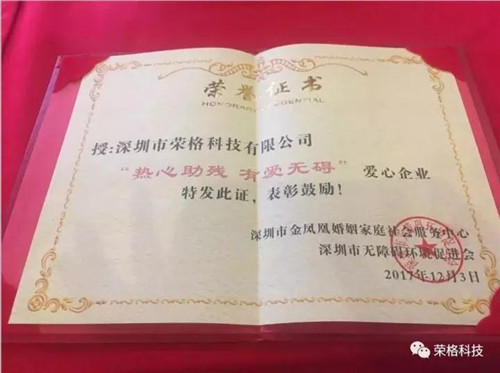 荣誉证书
HONORARY CREDENTIAL
授:深圳市荣格科技有限公司
“热心助残 有爱无碍” 爱心企业
特发此证，表彰鼓励！
深圳市金凤凰婚姻家庭社会服务中心
深圳市无障碍环境促进会
2017年12月3日
荣格科技